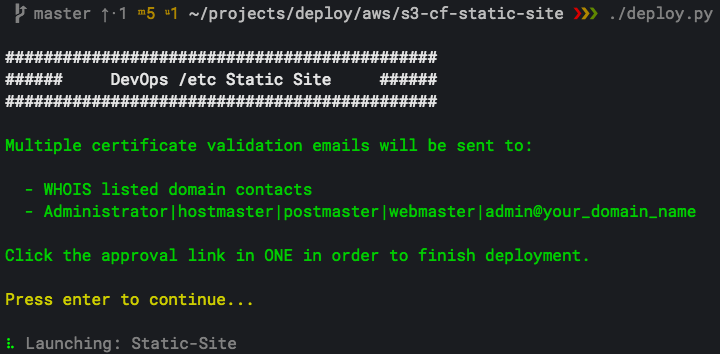 master ↑·1 ᵐ5 ᵘ1 ~/projects/deploy/aws/s3-cf-static-site ❯❯❯ ./deploy.py
#############################################
######     DevOps /etc Static Site     ######
#############################################
Multiple certificate validation emails will be sent to:
- WHOIS listed domain contacts
- Administrator|hostmaster|postmaster|webmaster|admin@your_domain_name
Click the approval link in ONE in order to finish deployment.
Press enter to continue...
Launching: Static-Site